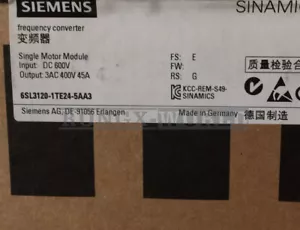 SIEMENS
SINAMI
frequency converter
变频器
Single Motor Module
Input: DC 600V
Output: 3AC 400V 45A
FS: E
FW:
RS: G
质量检验合
6SL3120-1TE24-5AA3
KCC-REM-S49-
SINAMICS
Siemens AG, DE-91056 Erlangen
Made in Germany
德国制造